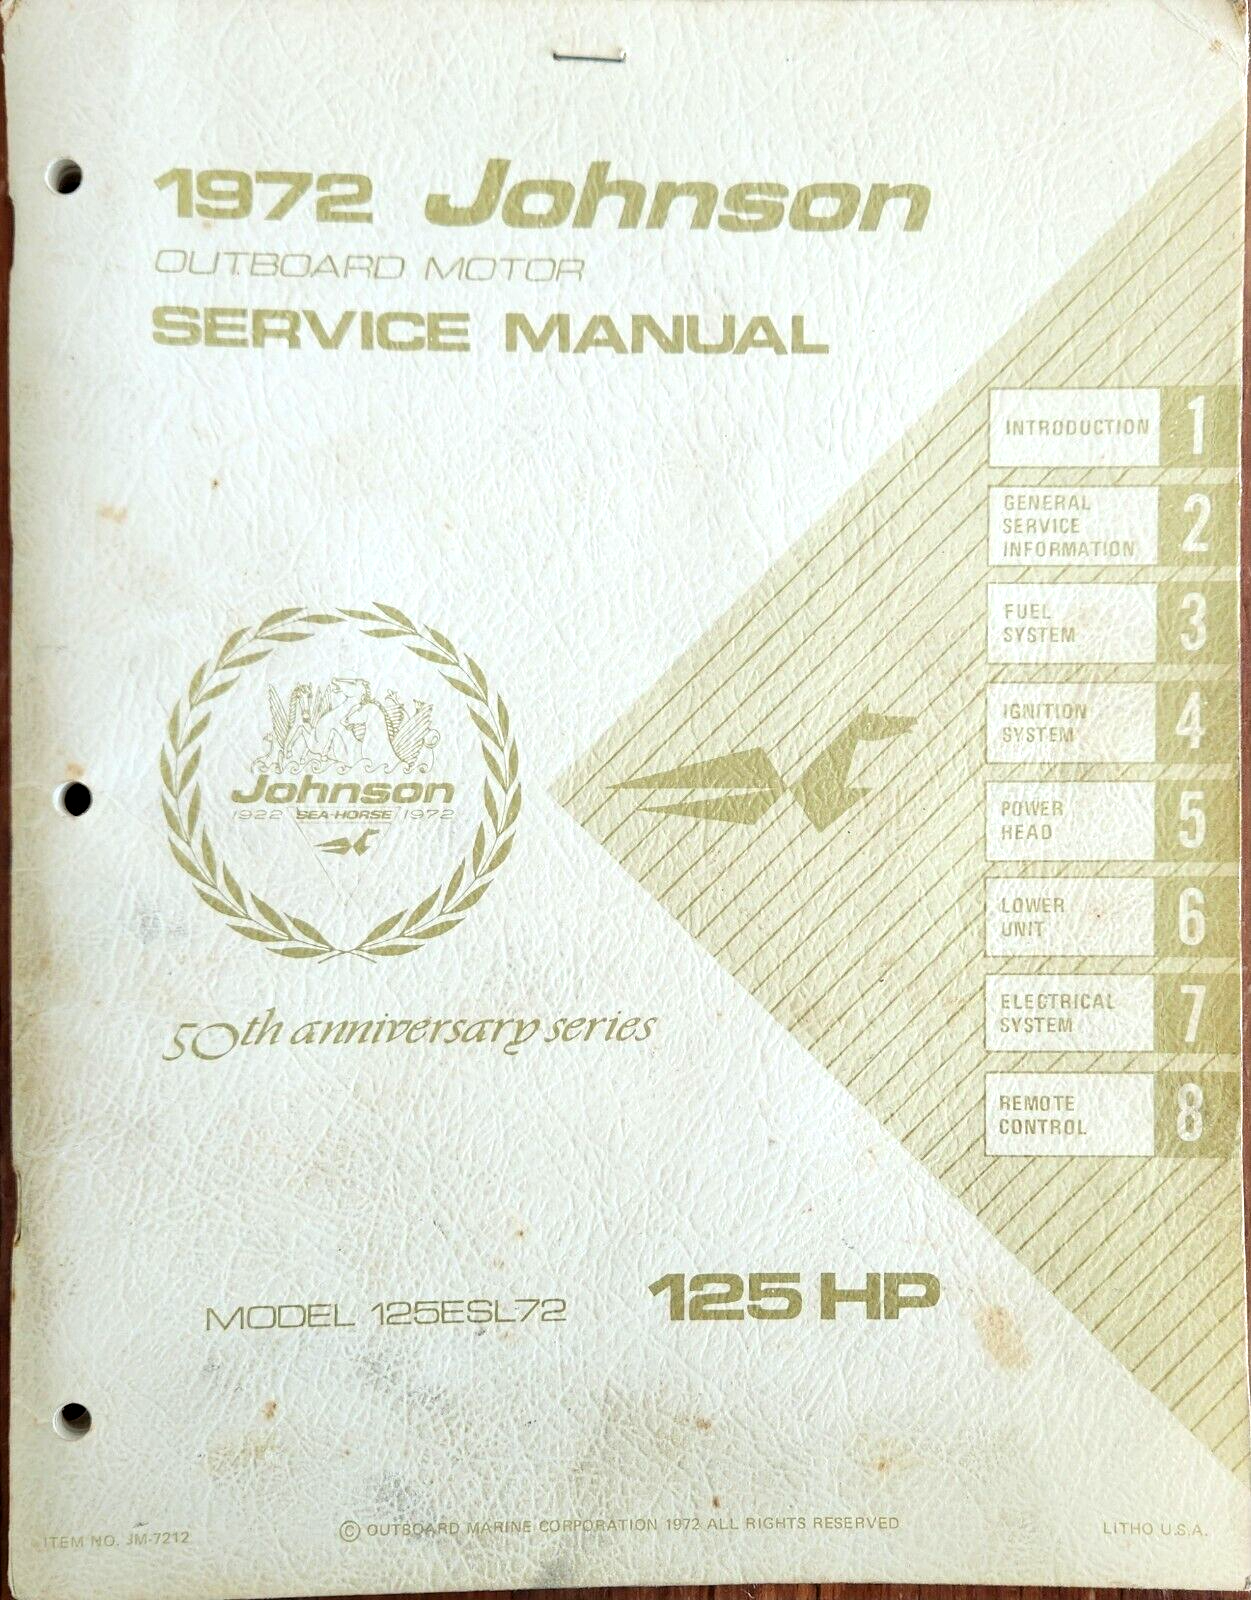 1972 Johnson
OUTBOARD MOTOR
SERVICE MANUAL
INTRODUCTION 1
GENERAL
SERVICE
INFORMATION 2
FUEL
SYSTEM 3
IGNITION
SYSTEM 4
POWER
HEAD 5
LOWER
UNIT 6
ELECTRICAL
SYSTEM 7
REMOTE
CONTROL 8
Johnson
1922 SEA-HORSE 1972
50th anniversary series
MODEL 125ESL-72 125 HP
ITEM NO. JM-7212
© OUTBOARD MARINE CORPORATION 1972 ALL RIGHTS RESERVED
LITHO U.S.A.